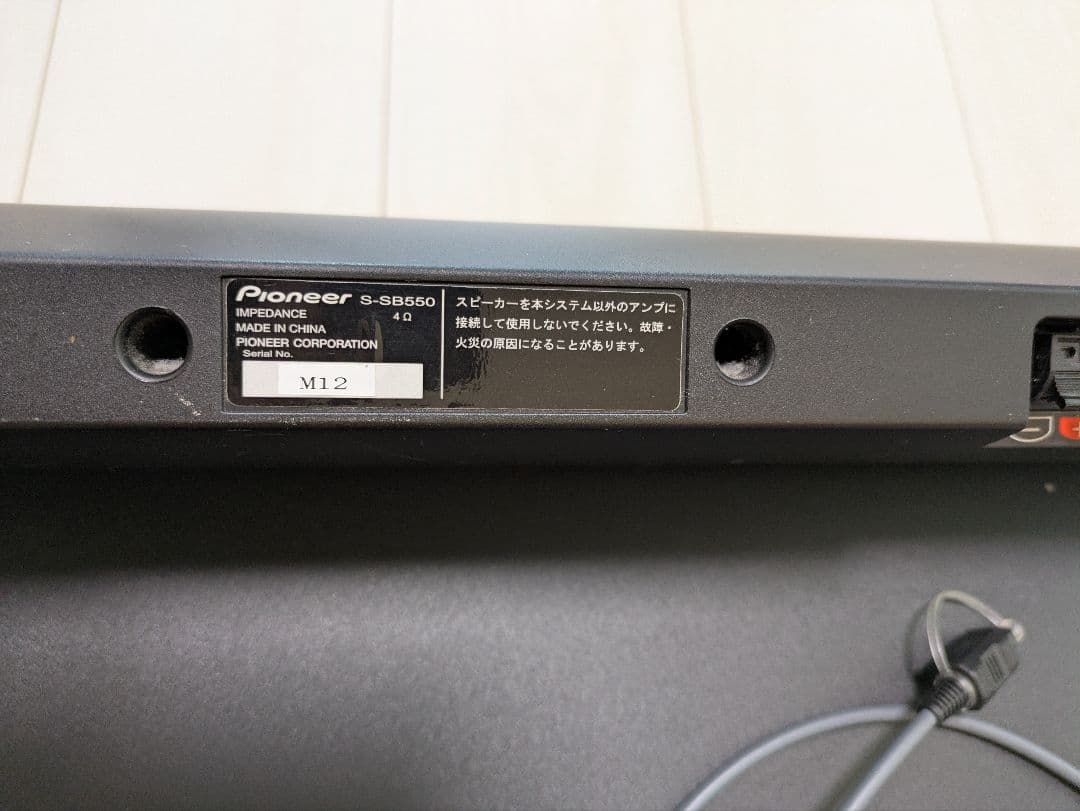 Pioneer S-SB550
IMPEDANCE 4Ω
MADE IN CHINA
PIONEER CORPORATION
Serial No.
M12
スピーカーを本システム以外のアンプに
接続して使用しないでください。故障・
火災の原因になることがあります。
−
+